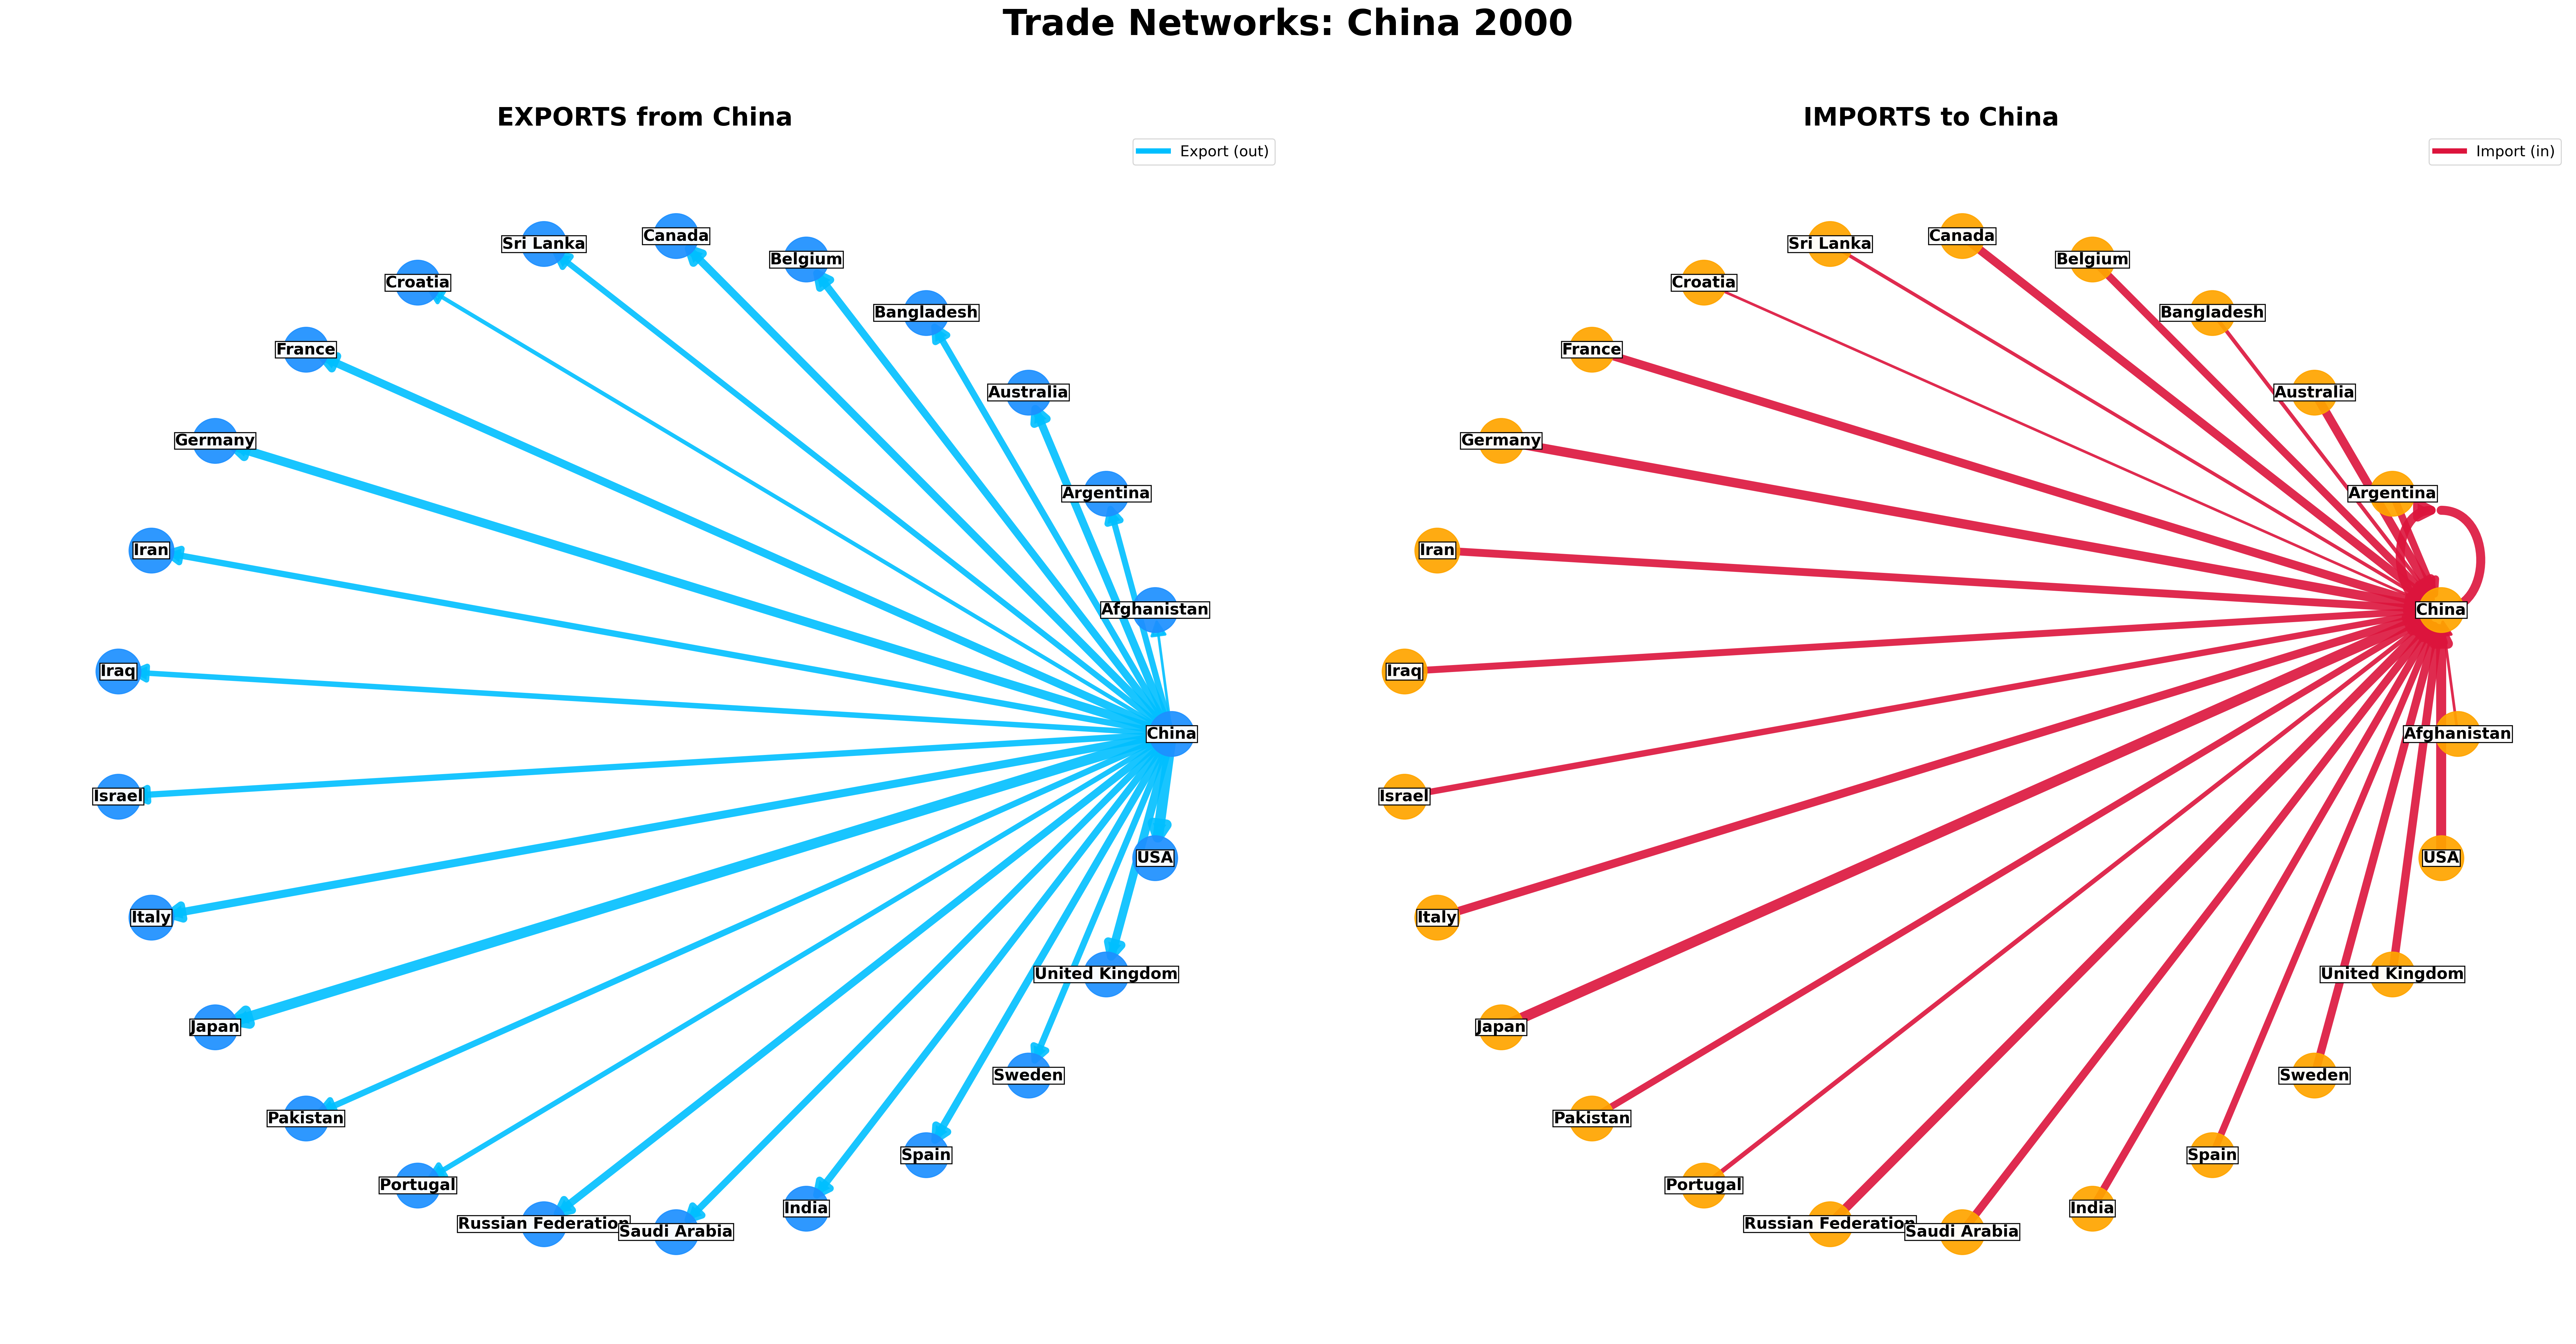 Trade Networks: China 2000
EXPORTS from China
Export (out)
Canada
Sri Lanka
Belgium
Croatia
Bangladesh
France
Australia
Germany
Argentina
Iran
Afghanistan
Iraq
China
Israel
USA
Italy
United Kingdom
Japan
Sweden
Pakistan
Spain
Portugal
India
Russian Federation
Saudi Arabia
IMPORTS to China
Import (in)
Canada
Sri Lanka
Belgium
Croatia
Bangladesh
France
Australia
Germany
Argentina
Iran
China
Iraq
Afghanistan
Israel
USA
Italy
United Kingdom
Japan
Sweden
Pakistan
Spain
Portugal
India
Russian Federation
Saudi Arabia